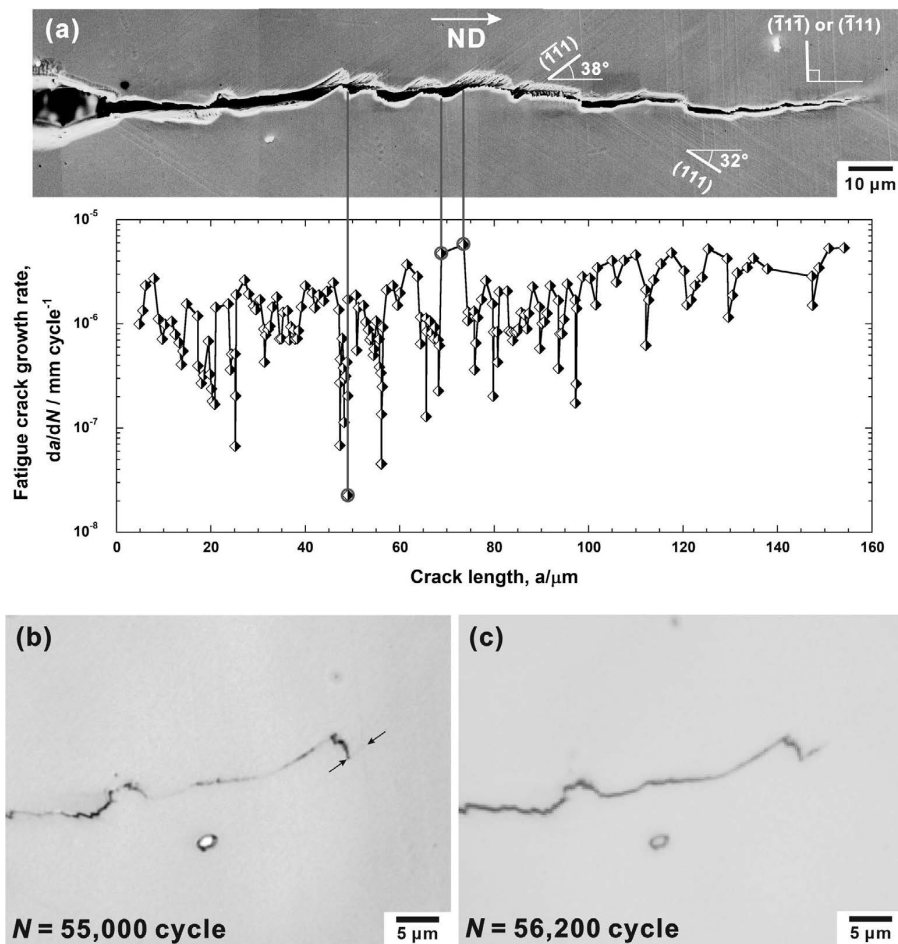 (a)
ND
(1̅11)
38°
(1̅11̅) or (1̅11)
(111)
32°
10 µm
Fatigue crack growth rate,
da/dN / mm cycle⁻¹
10⁻⁵
10⁻⁶
10⁻⁷
10⁻⁸
0 20 40 60 80 100 120 140 160
Crack length, a/µm
(b)
N = 55,000 cycle
5 µm
(c)
N = 56,200 cycle
5 µm